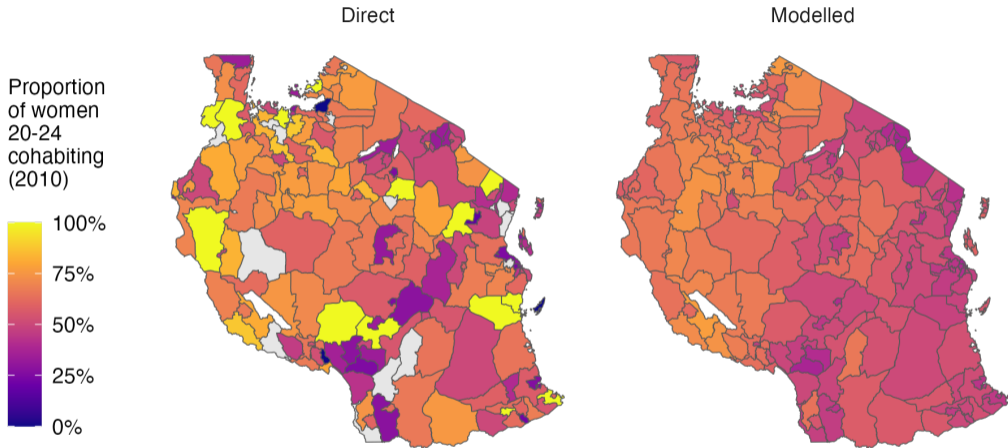 Direct
Modelled
Proportion
of women
20-24
cohabiting
(2010)
100%
75%
50%
25%
0%